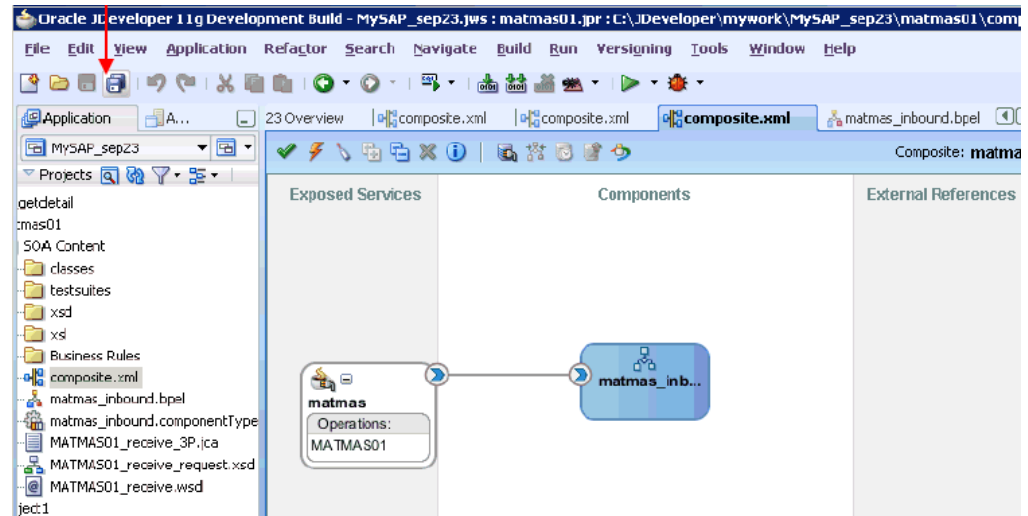 Oracle JDeveloper 11g Development Build - MySAP_sep23.jws : matmas01.jpr : C:\JDeveloper\mywork\MySAP_sep23\matmas01\comp
File Edit View Application Refactor Search Navigate Build Run Versioning Tools Window Help
Application A... 23 Overview composite.xml composite.xml composite.xml matmas_inbound.bpel
MySAP_sep23 Composite: matma
Projects
Exposed Services Components External References
getdetail
tmas01
SOA Content
classes
testsuites
xsd
xsl
Business Rules
composite.xml
matmas_inbound.bpel
matmas_inbound.componentType
MATMAS01_receive_3P.jca
MATMAS01_receive_request.xsd
MATMAS01_receive.wsd
ject1
matmas
Operations:
MATMAS01
matmas_inb...